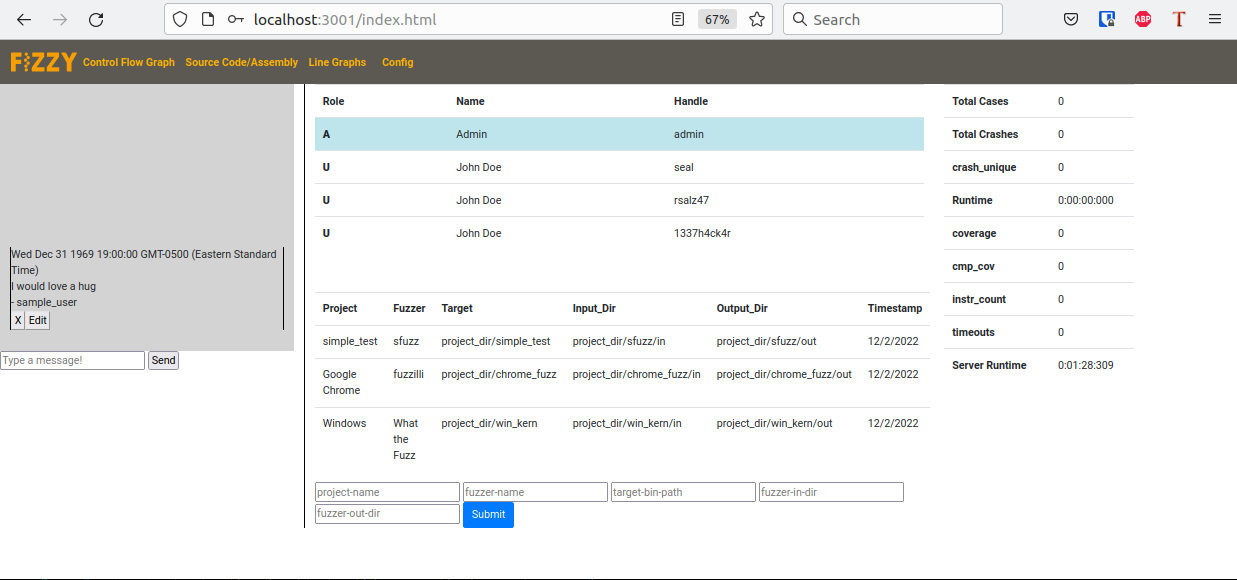 localhost:3001/index.html
67%
Search
ABP
T
FIZZY
Control Flow Graph Source Code/Assembly Line Graphs Config
Wed Dec 31 1969 19:00:00 GMT-0500 (Eastern Standard
Time)
I would love a hug
- sample_user
X Edit
Type a message! Send
Role Name Handle
A Admin admin
U John Doe seal
U John Doe rsalz47
U John Doe 1337h4ck4r
Project Fuzzer Target Input_Dir Output_Dir Timestamp
simple_test sfuzz project_dir/simple_test project_dir/sfuzz/in project_dir/sfuzz/out 12/2/2022
Google fuzzilli project_dir/chrome_fuzz project_dir/chrome_fuzz/in project_dir/chrome_fuzz/out 12/2/2022
Chrome
Windows What project_dir/win_kern project_dir/win_kern/in project_dir/win_kern/out 12/2/2022
the
Fuzz
project-name fuzzer-name target-bin-path fuzzer-in-dir
fuzzer-out-dir Submit
Total Cases 0
Total Crashes 0
crash_unique 0
Runtime 0:00:00:000
coverage 0
cmp_cov 0
instr_count 0
timeouts 0
Server Runtime 0:01:28:309